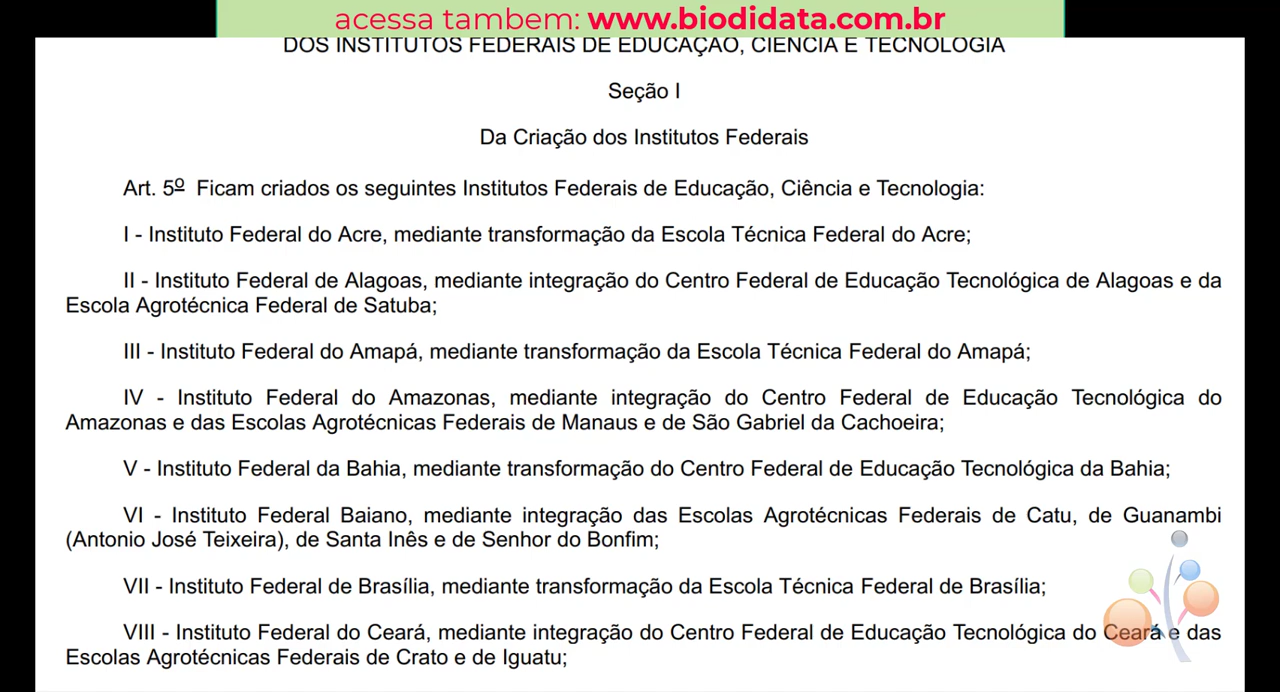 acessa tambem: www.biodidata.com.br
DOS INSTITUTOS FEDERAIS DE EDUCAÇÃO, CIÊNCIA E TECNOLOGIA
Seção I
Da Criação dos Institutos Federais
Art. 5º Ficam criados os seguintes Institutos Federais de Educação, Ciência e Tecnologia:
I - Instituto Federal do Acre, mediante transformação da Escola Técnica Federal do Acre;
II - Instituto Federal de Alagoas, mediante integração do Centro Federal de Educação Tecnológica de Alagoas e da
Escola Agrotécnica Federal de Satuba;
III - Instituto Federal do Amapá, mediante transformação da Escola Técnica Federal do Amapá;
IV - Instituto Federal do Amazonas, mediante integração do Centro Federal de Educação Tecnológica do
Amazonas e das Escolas Agrotécnicas Federais de Manaus e de São Gabriel da Cachoeira;
V - Instituto Federal da Bahia, mediante transformação do Centro Federal de Educação Tecnológica da Bahia;
VI - Instituto Federal Baiano, mediante integração das Escolas Agrotécnicas Federais de Catu, de Guanambi
(Antonio José Teixeira), de Santa Inês e de Senhor do Bonfim;
VII - Instituto Federal de Brasília, mediante transformação da Escola Técnica Federal de Brasília;
VIII - Instituto Federal do Ceará, mediante integração do Centro Federal de Educação Tecnológica do Ceará e das
Escolas Agrotécnicas Federais de Crato e de Iguatu;